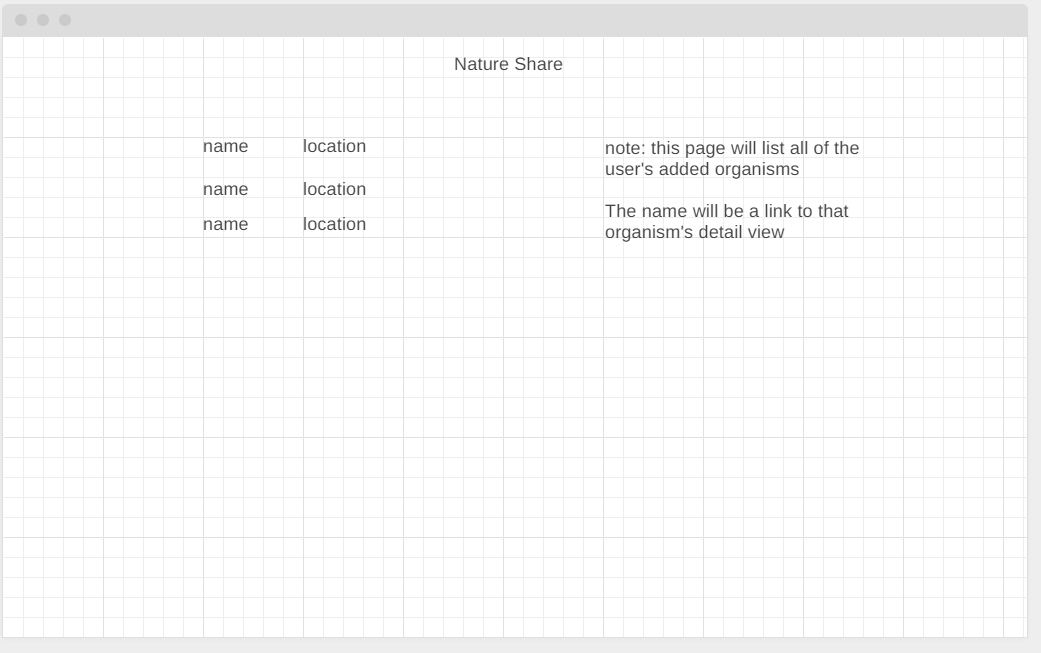 Nature Share
name location
name location
name location
note: this page will list all of the
user's added organisms
The name will be a link to that
organism's detail view